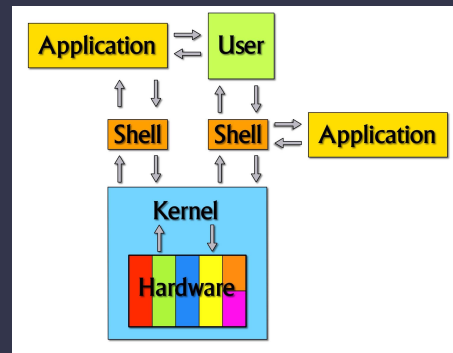 Application
User
Shell
Shell
Application
Kernel
Hardware